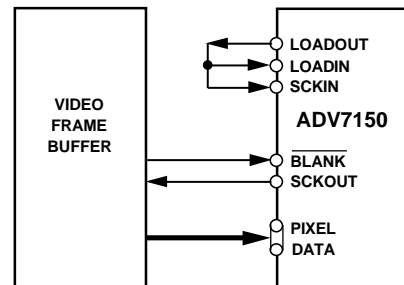 LOADOUT
LOADIN
SCKIN
VIDEO
FRAME
BUFFER
ADV7150
BLANK
SCKOUT
PIXEL
DATA